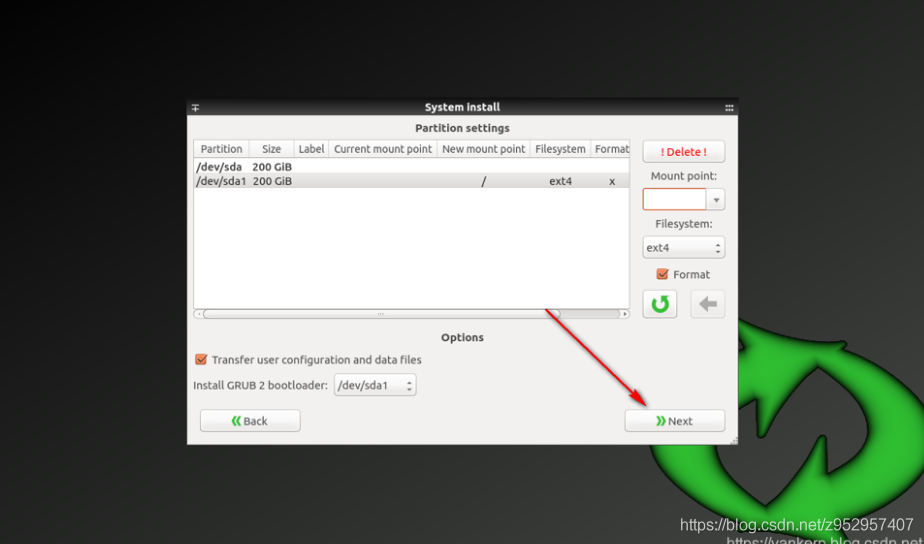 System install
Partition settings
Partition Size Label Current mount point New mount point Filesystem Format
/dev/sda 200 GiB
/dev/sda1 200 GiB / ext4 x
! Delete !
Mount point:
Filesystem:
ext4
Format
Options
Transfer user configuration and data files
Install GRUB 2 bootloader: /dev/sda1
Back
Next
https://blog.csdn.net/z952957407
https://yankerp.blog.csdn.net